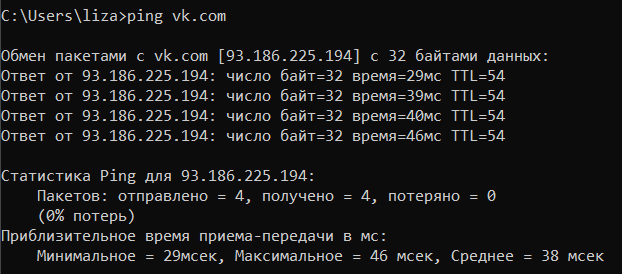 C:\Users\liza>ping vk.com
Обмен пакетами с vk.com [93.186.225.194] с 32 байтами данных:
Ответ от 93.186.225.194: число байт=32 время=29мс TTL=54
Ответ от 93.186.225.194: число байт=32 время=39мс TTL=54
Ответ от 93.186.225.194: число байт=32 время=40мс TTL=54
Ответ от 93.186.225.194: число байт=32 время=46мс TTL=54
Статистика Ping для 93.186.225.194:
Пакетов: отправлено = 4, получено = 4, потеряно = 0
(0% потерь)
Приблизительное время приема-передачи в мс:
Минимальное = 29мсек, Максимальное = 46 мсек, Среднее = 38 мсек